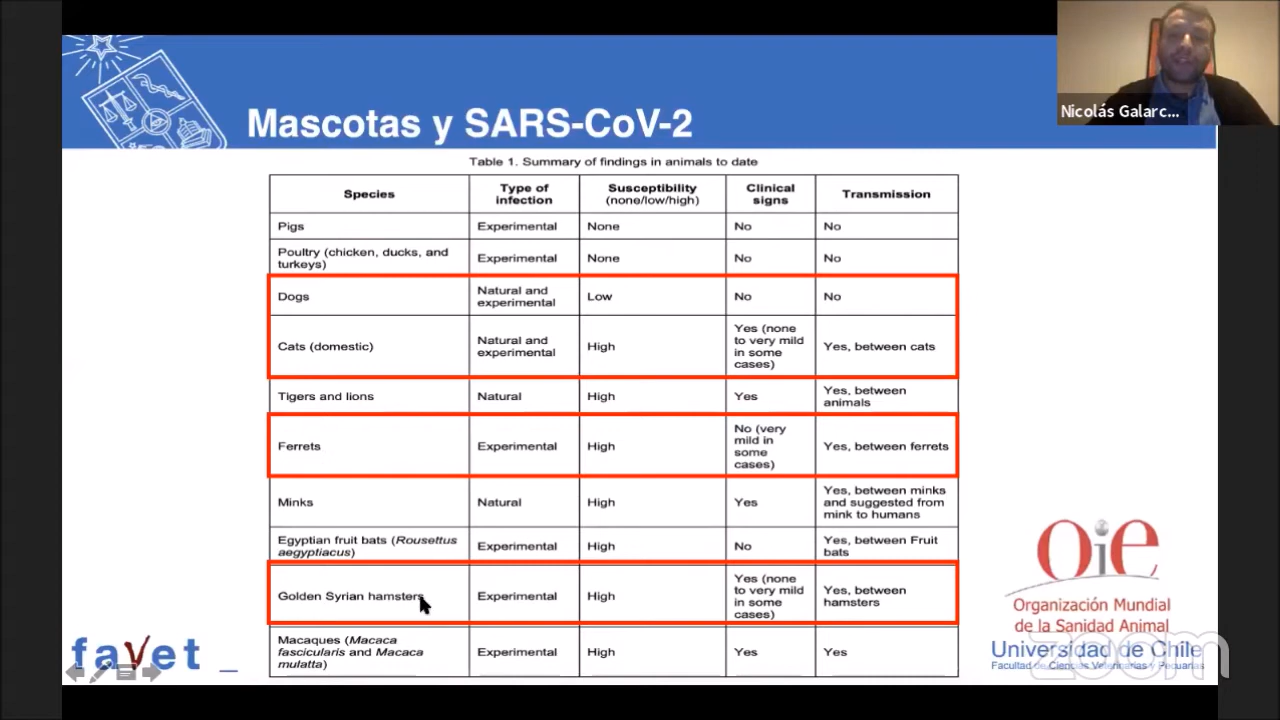 Nicolás Galarc...
Mascotas y SARS-CoV-2
Table 1. Summary of findings in animals to date
Species
Type of
infection
Susceptibility
(none/low/high)
Clinical
signs
Transmission
Pigs
Experimental
None
No
No
Poultry (chicken, ducks, and
turkeys)
Experimental
None
No
No
Dogs
Natural and
experimental
Low
No
No
Cats (domestic)
Natural and
experimental
High
Yes (none
to very mild
in some
cases)
Yes, between cats
Tigers and lions
Natural
High
Yes
Yes, between
animals
Ferrets
Experimental
High
No (very
mild in
some
cases)
Yes, between ferrets
Minks
Natural
High
Yes
Yes, between minks
and suggested from
mink to humans
Egyptian fruit bats (Rousettus
aegyptiacus)
Experimental
High
No
Yes, between Fruit
bats
Golden Syrian hamsters
Experimental
High
Yes (none
to very mild
in some
cases)
Yes, between
hamsters
Macaques (Macaca
fascicularis and Macaca
mulatta)
Experimental
High
Yes
Yes
favet _
Oie
Organización Mundial
de la Sanidad Animal
Universidad de Chile
Facultad de Ciencias Veterinarias y Pecuarias
zoom